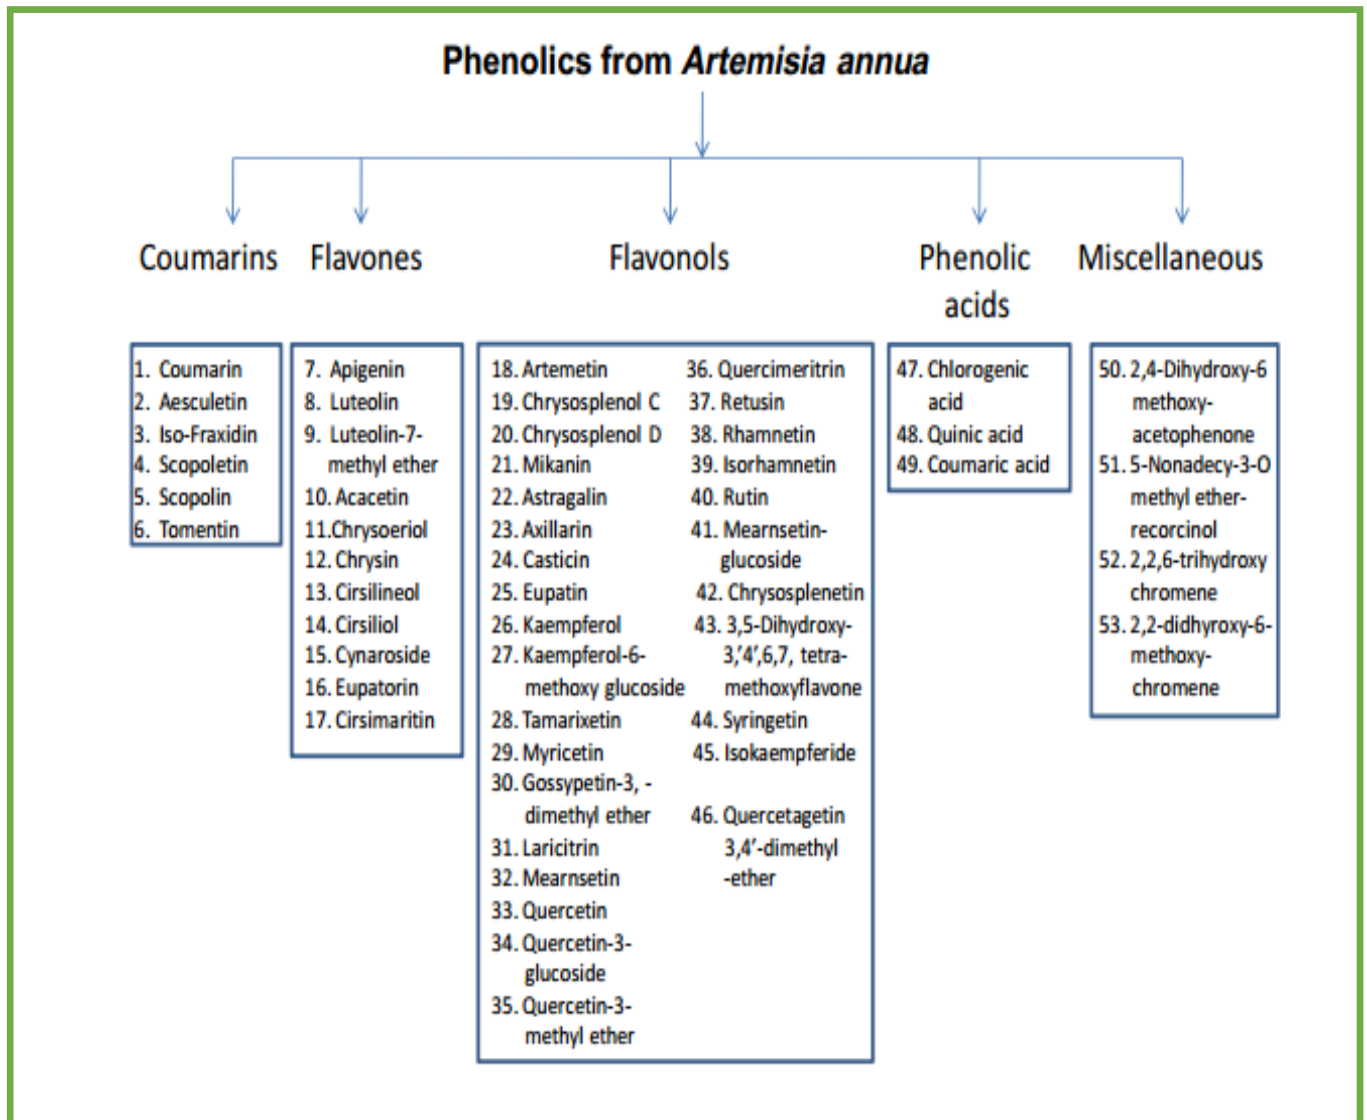 Phenolics from Artemisia annua
Coumarins
Flavones
Flavonols
Phenolic
acids
Miscellaneous
1. Coumarin
2. Aesculetin
3. Iso-Fraxidin
4. Scopoletin
5. Scopolin
6. Tomentin
7. Apigenin
8. Luteolin
9. Luteolin-7-
methyl ether
10. Acacetin
11.Chrysoeriol
12. Chrysin
13. Cirsilineol
14. Cirsiliol
15. Cynaroside
16. Eupatorin
17. Cirsimaritin
18. Artemetin
19. Chrysosplenol C
20. Chrysosplenol D
21. Mikanin
22. Astragalin
23. Axillarin
24. Casticin
25. Eupatin
26. Kaempferol
27. Kaempferol-6-
methoxy glucoside
28. Tamarixetin
29. Myricetin
30. Gossypetin-3, -
dimethyl ether
31. Laricitrin
32. Mearnsetin
33. Quercetin
34. Quercetin-3-
glucoside
35. Quercetin-3-
methyl ether
36. Quercimeritrin
37. Retusin
38. Rhamnetin
39. Isorhamnetin
40. Rutin
41. Mearnsetin-
glucoside
42. Chrysosplenetin
43. 3,5-Dihydroxy-
3,'4',6,7, tetra-
methoxyflavone
44. Syringetin
45. Isokaempferide
46. Quercetagetin
3,4'-dimethyl
-ether
47. Chlorogenic
acid
48. Quinic acid
49. Coumaric acid
50. 2,4-Dihydroxy-6
methoxy-
acetophenone
51. 5-Nonadecy-3-O
methyl ether-
recorcinol
52. 2,2,6-trihydroxy
chromene
53. 2,2-didhyroxy-6-
methoxy-
chromene